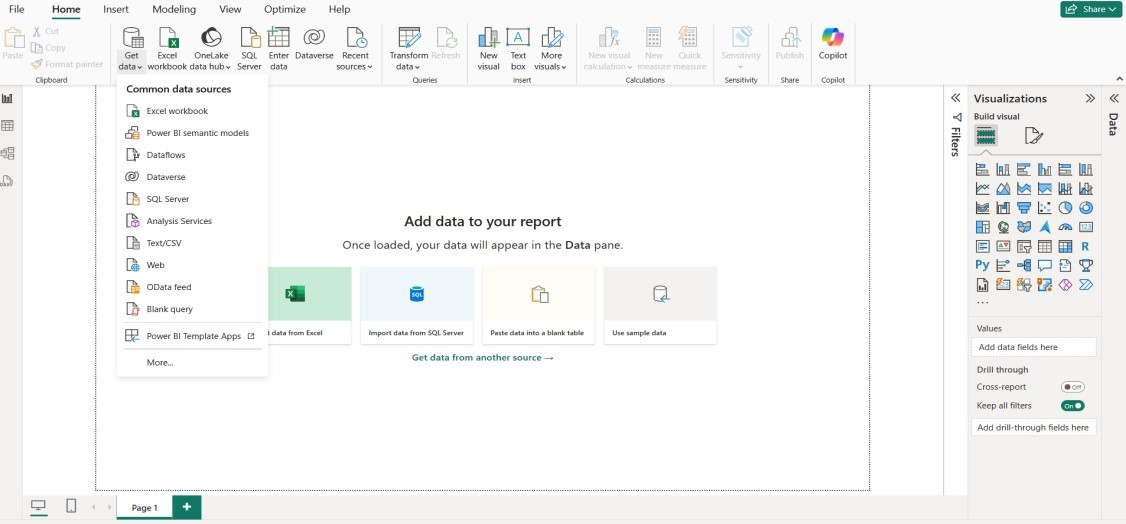 File Home Insert Modeling View Optimize Help Share
Paste
Cut
Copy
Format painter
Clipboard
Get data
Excel workbook
OneLake data hub
SQL Server
Enter data
Dataverse
Recent sources
Transform data
Refresh
Queries
New visual
Text box
More visuals
Insert
New visual calculation
New measure
Quick measure
Calculations
Sensitivity
Sensitivity
Publish
Share
Copilot
Copilot
Common data sources
Excel workbook
Power BI semantic models
Dataflows
Dataverse
SQL Server
Analysis Services
Text/CSV
Web
OData feed
Blank query
Power BI Template Apps
More...
Add data to your report
Once loaded, your data will appear in the Data pane.
SQL
data from Excel
Import data from SQL Server
Paste data into a blank table
Use sample data
Get data from another source →
Filters
Visualizations
Build visual
R
Py
...
Values
Add data fields here
Drill through
Cross-report Off
Keep all filters On
Add drill-through fields here
Data
Page 1